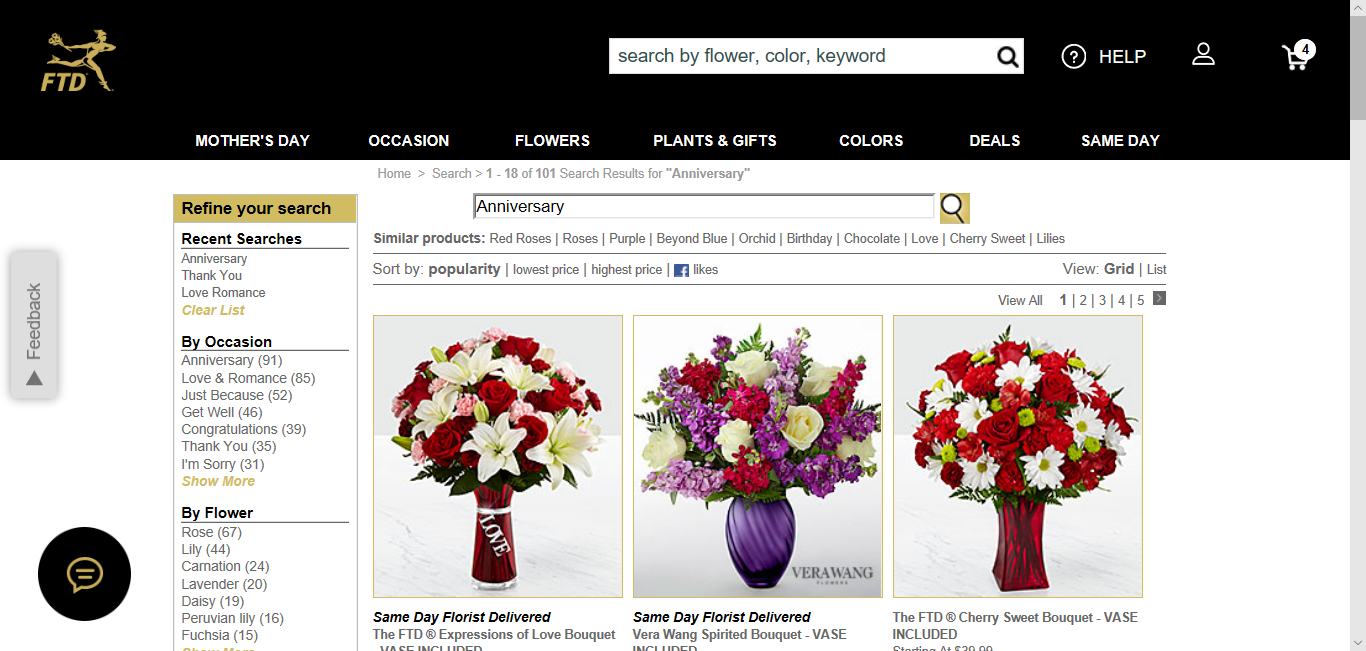 FTD
search by flower, color, keyword
? HELP
4
MOTHER'S DAY OCCASION FLOWERS PLANTS & GIFTS COLORS DEALS SAME DAY
Home > Search > 1 - 18 of 101 Search Results for "Anniversary"
Refine your search
Recent Searches
Anniversary
Thank You
Love Romance
Clear List
By Occasion
Anniversary (91)
Love & Romance (85)
Just Because (52)
Get Well (46)
Congratulations (39)
Thank You (35)
I'm Sorry (31)
Show More
By Flower
Rose (67)
Lily (44)
Carnation (24)
Lavender (20)
Daisy (19)
Peruvian lily (16)
Fuchsia (15)
Show More
Feedback
Anniversary
Similar products: Red Roses | Roses | Purple | Beyond Blue | Orchid | Birthday | Chocolate | Love | Cherry Sweet | Lilies
Sort by: popularity | lowest price | highest price | f likes
View: Grid | List
View All 1 | 2 | 3 | 4 | 5 >
LOVE
VERAWANG
FLOWERS
Same Day Florist Delivered
The FTD ® Expressions of Love Bouquet
- VASE INCLUDED
Same Day Florist Delivered
Vera Wang Spirited Bouquet - VASE
INCLUDED
The FTD ® Cherry Sweet Bouquet - VASE
INCLUDED
Starting At $39.99